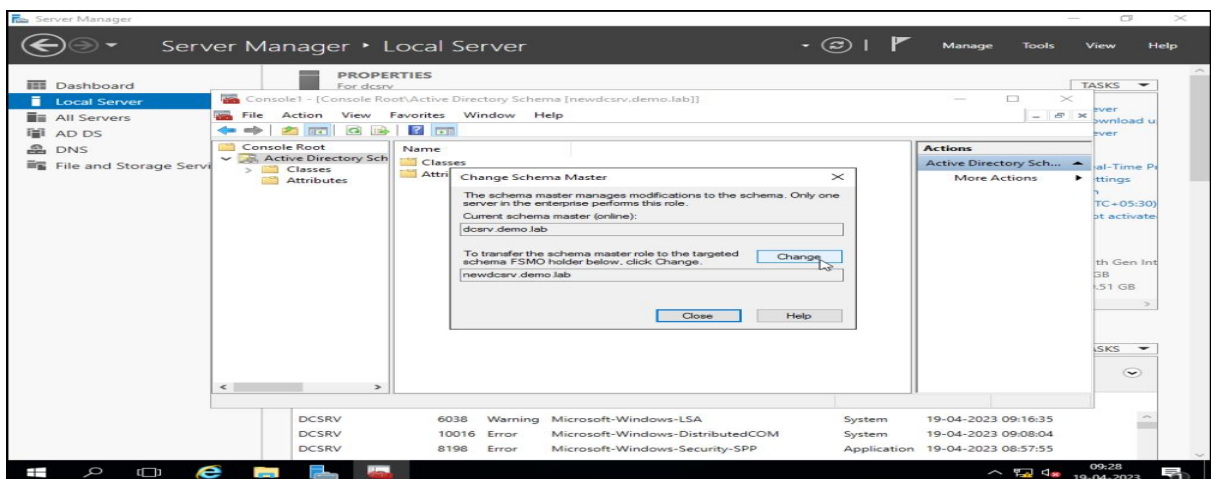 Server Manager
Server Manager ‣ Local Server
Manage Tools View Help
Dashboard
Local Server
All Servers
AD DS
DNS
File and Storage Servi
PROPERTIES
For dcsrv
TASKS
Console1 - [Console Root\Active Directory Schema [newdcsrv.demo.lab]]
File Action View Favorites Window Help
Console Root
Active Directory Sch
Classes
Attributes
Name
Classes
Attri
Actions
Active Directory Sch...
More Actions
Change Schema Master
The schema master manages modifications to the schema. Only one
server in the enterprise performs this role.
Current schema master (online):
dcsrv.demo.lab
To transfer the schema master role to the targeted
schema FSMO holder below, click Change.
Change
newdcsrv.demo.lab
Close Help
ever
ownload u
ever
al-Time Pr
ttings
TC+05:30)
ot activate
th Gen Int
GB
.51 GB
ASKS
DCSRV 6038 Warning Microsoft-Windows-LSA System 19-04-2023 09:16:35
DCSRV 10016 Error Microsoft-Windows-DistributedCOM System 19-04-2023 09:08:04
DCSRV 8198 Error Microsoft-Windows-Security-SPP Application 19-04-2023 08:57:55
09:28
19-04-2023